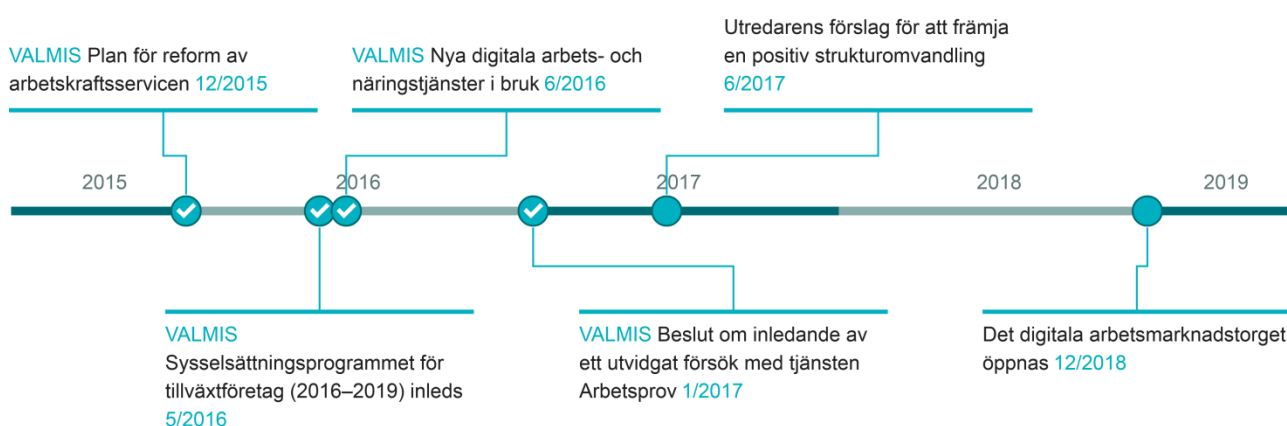 VALMIS Plan för reform av
arbetskraftsservicen 12/2015
VALMIS Nya digitala arbets- och
näringstjänster i bruk 6/2016
Utredarens förslag för att främja
en positiv strukturomvandling
6/2017
2015
2016
2017
2018
2019
VALMIS
Sysselsättningsprogrammet för
tillväxtföretag (2016–2019) inleds
5/2016
VALMIS Beslut om inledande av
ett utvidgat försök med tjänsten
Arbetsprov 1/2017
Det digitala arbetsmarknadstorget
öppnas 12/2018